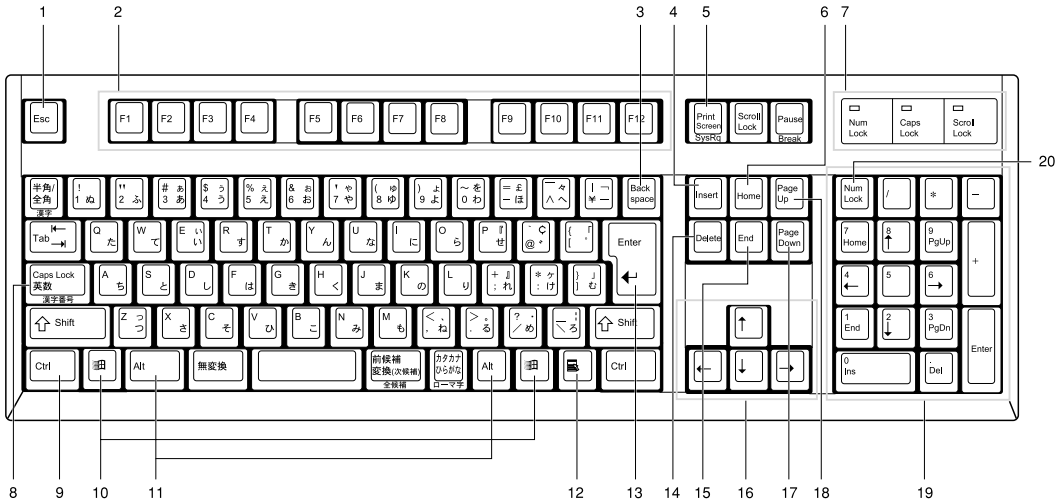 1 2 3 4 5 6 7
Esc F1 F2 F3 F4 F5 F6 F7 F8 F9 F10 F11 F12 Print Screen SysRq Scroll Lock Pause Break Num Lock Caps Lock Scroll Lock
20
半角/ 全角 漢字 ! 1 ぬ " 2 ふ # ぁ 3 あ $ ぅ 4 う % ぇ 5 え & ぉ 6 お ' ゃ 7 や ( ゅ 8 ゆ ) ょ 9 よ ~ を 0 わ = £ - ほ ¯ 々 ^ へ | ¬ ¥ ー Back space Insert Home Page Up Num Lock / * -
Tab Q た W て E ぃ い R す T か Y ん U な I に O ら P 『 せ ` ¢ @ ゛ { 「 [ ゜ Enter Delete End Page Down 7 Home 8 ↑ 9 PgUp +
8 Caps Lock 英数 漢字番号 A ち S と D し F は G き H く J ま K の L り + 』 ; れ * ヶ : け } 」 ] む 4 ← 5 6 →
Shift Z っ つ X さ C そ V ひ B こ N み M も < 、 , ね > 。 . る ? ・ / め _ ¦ \ ろ Shift ↑ 1 End 2 ↓ 3 PgDn Enter
Ctrl Alt 無変換 前候補 変換(次候補) 全候補 カタカナ ひらがな ローマ字 Alt Ctrl ← ↓ → 0 Ins . Del
8 9 10 11 12 13 14 15 16 17 18 19